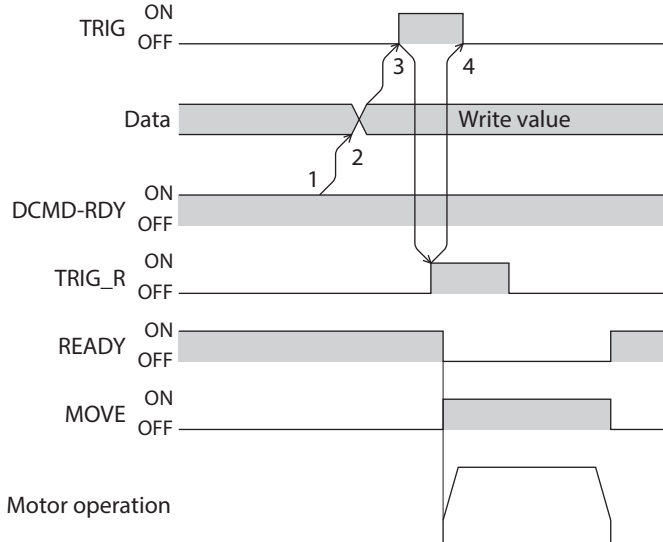 ON
TRIG
OFF
3
4
Data
Write value
2
1
ON
DCMD-RDY
OFF
ON
TRIG_R
OFF
ON
READY
OFF
ON
MOVE
OFF
Motor operation